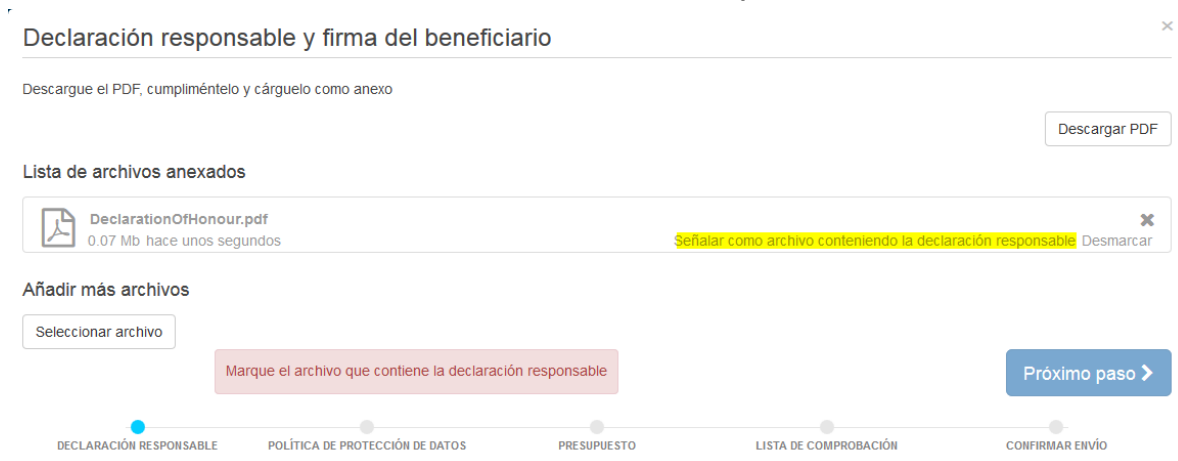 Declaración responsable y firma del beneficiario
×
Descargue el PDF, cumpliméntelo y cárguelo como anexo
Descargar PDF
Lista de archivos anexados
DeclarationOfHonour.pdf
0.07 Mb hace unos segundos
Señalar como archivo conteniendo la declaración responsable Desmarcar
Añadir más archivos
Seleccionar archivo
Marque el archivo que contiene la declaración responsable
Próximo paso
DECLARACIÓN RESPONSABLE POLÍTICA DE PROTECCIÓN DE DATOS PRESUPUESTO LISTA DE COMPROBACIÓN CONFIRMAR ENVÍO